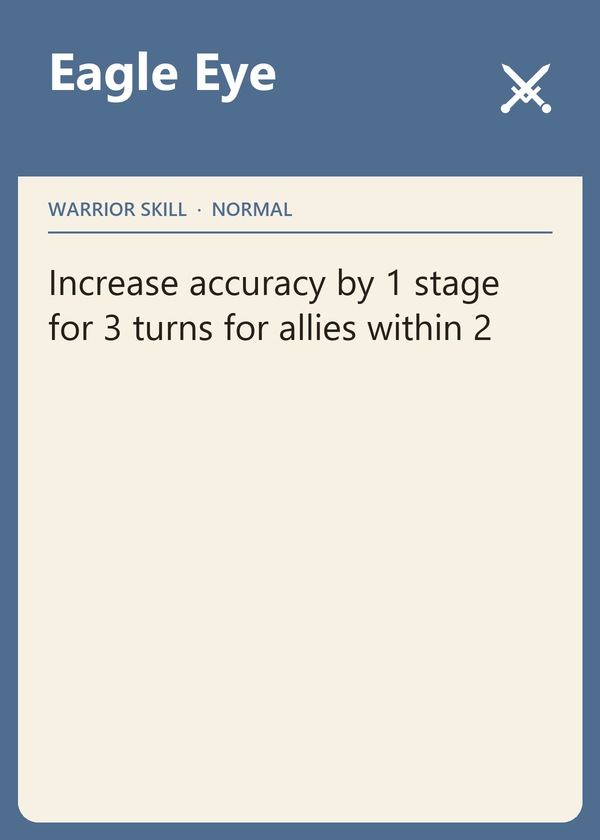 Eagle Eye
WARRIOR SKILL · NORMAL
Increase accuracy by 1 stage
for 3 turns for allies within 2